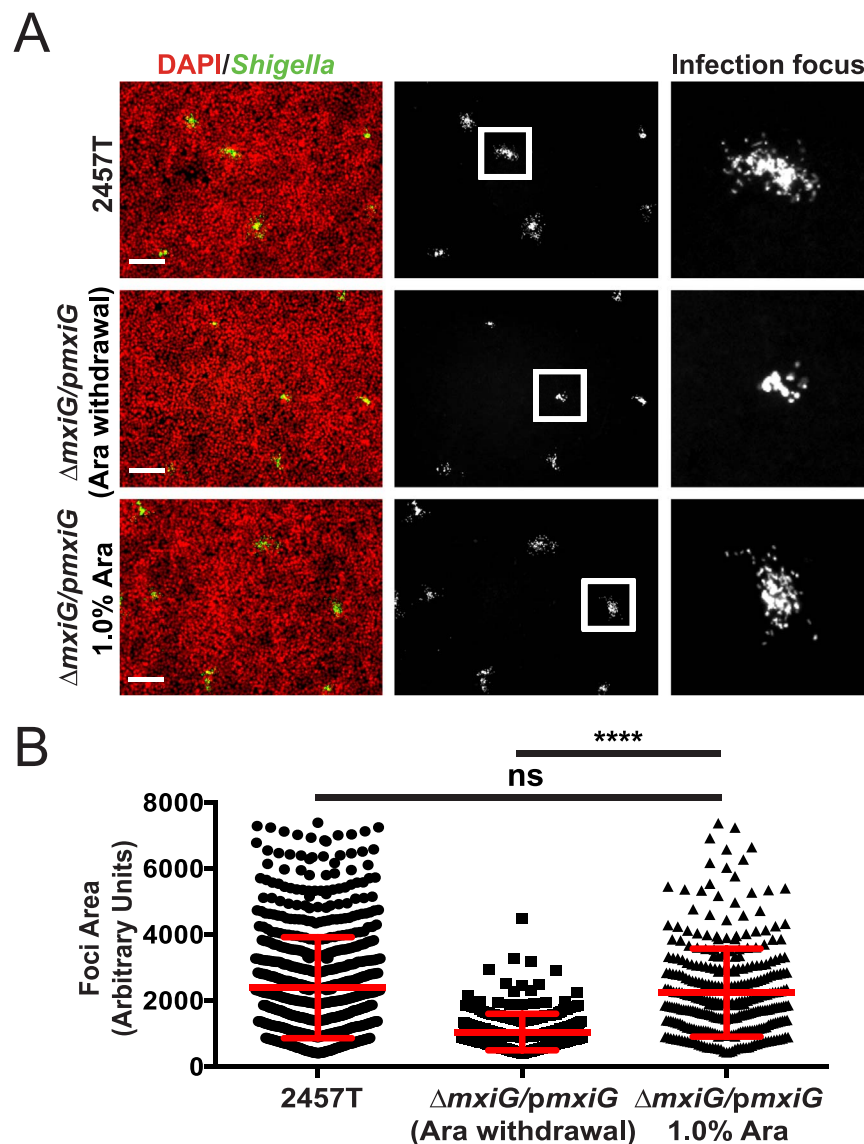 A
DAPI/Shigella
Infection focus
2457T
ΔmxiG/pmxiG
(Ara withdrawal)
ΔmxiG/pmxiG
1.0% Ara
B
****
ns
8000
6000
4000
2000
0
Foci Area
(Arbitrary Units)
2457T
ΔmxiG/pmxiG
(Ara withdrawal)
ΔmxiG/pmxiG
1.0% Ara